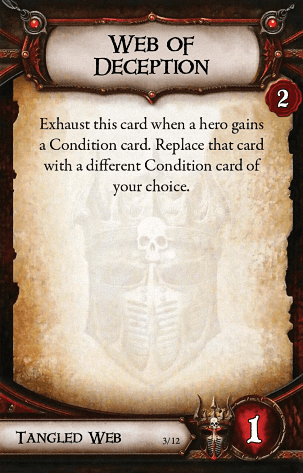 Web of
Deception
2
Exhaust this card when a hero gains
a Condition card. Replace that card
with a different Condition card of
your choice.
Tangled Web
3/12
1